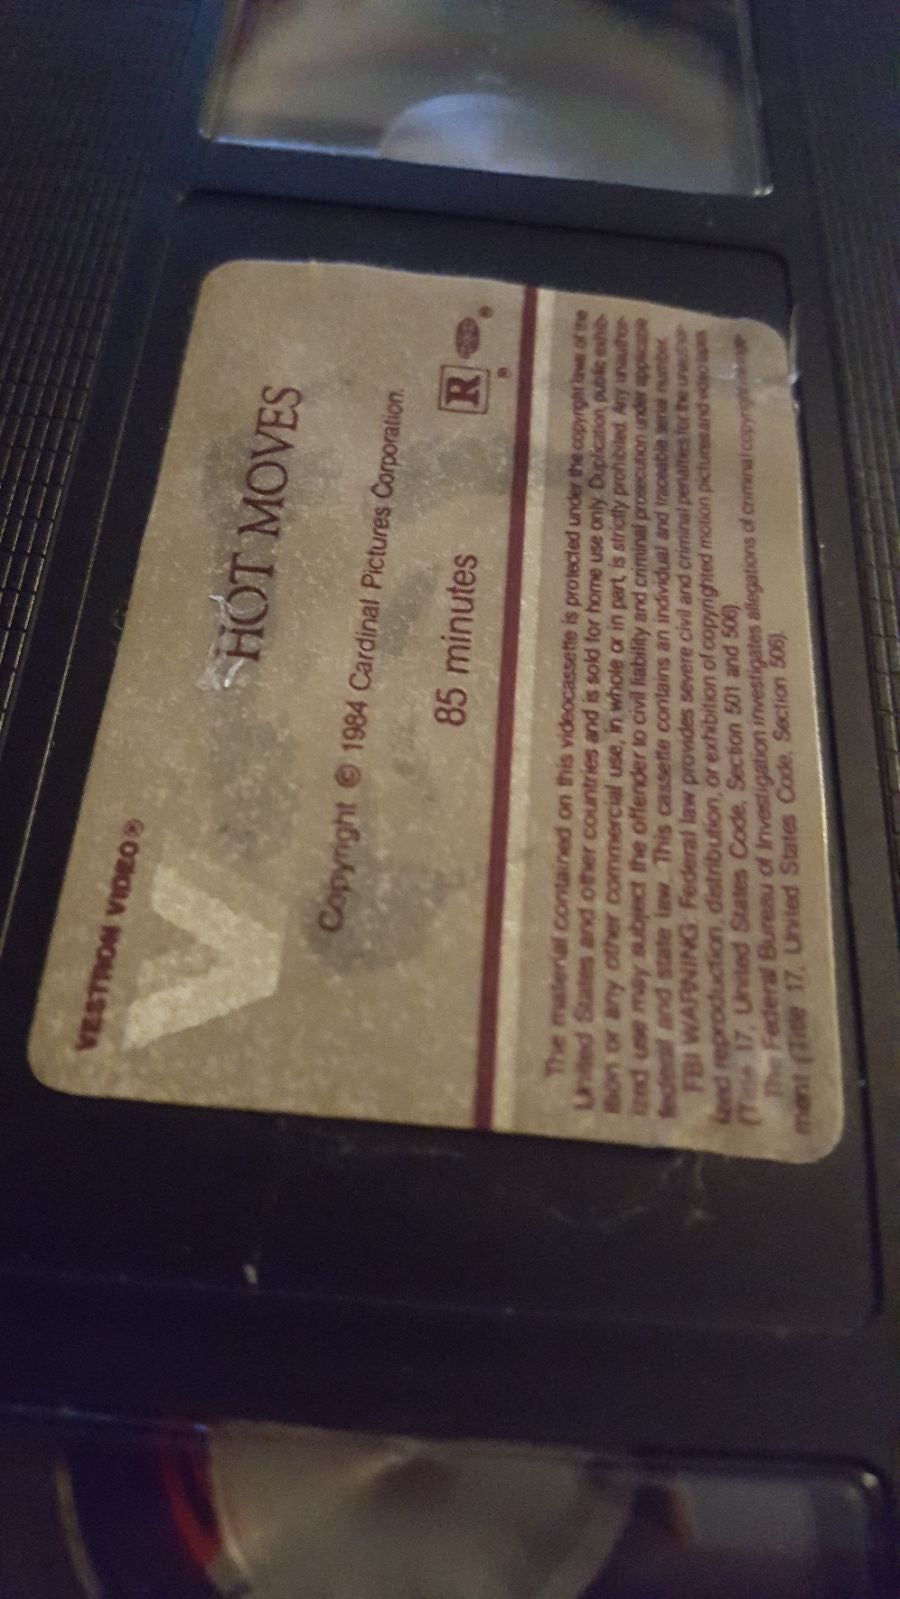 VESTRON VIDEO®
V
HOT MOVES
Copyright © 1984 Cardinal Pictures Corporation.
85 minutes
R ®
®
The material contained on this videocassette is protected under the copyright laws of the
United States and other countries and is sold for home use only. Duplication, public exhib-
ition or any other commercial use, in whole or in part, is strictly prohibited. Any unauthor-
ized use may subject the offender to civil liability and criminal prosecution under applicable
federal and state law. This cassette contains an individual and traceable serial number.
FBI WARNING: Federal law provides severe civil and criminal penalties for the unauthor-
ized reproduction, distribution, or exhibition of copyrighted motion pictures and video tapes
(Title 17, United States Code, Section 501 and 506).
The Federal Bureau of Investigation investigates allegations of criminal copyright infringe-
ment (Title 17, United States Code, Section 506).